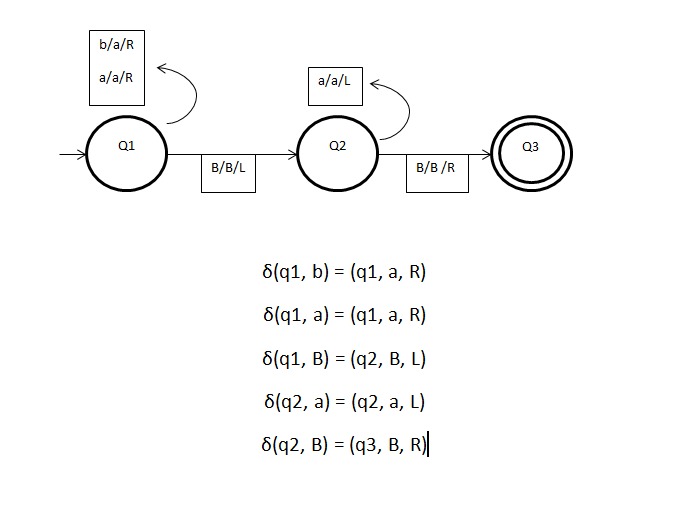 b/a/R
a/a/R
a/a/L
Q1
Q2
Q3
B/B/L
B/B /R
δ(q1, b) = (q1, a, R)
δ(q1, a) = (q1, a, R)
δ(q1, B) = (q2, B, L)
δ(q2, a) = (q2, a, L)
δ(q2, B) = (q3, B, R)